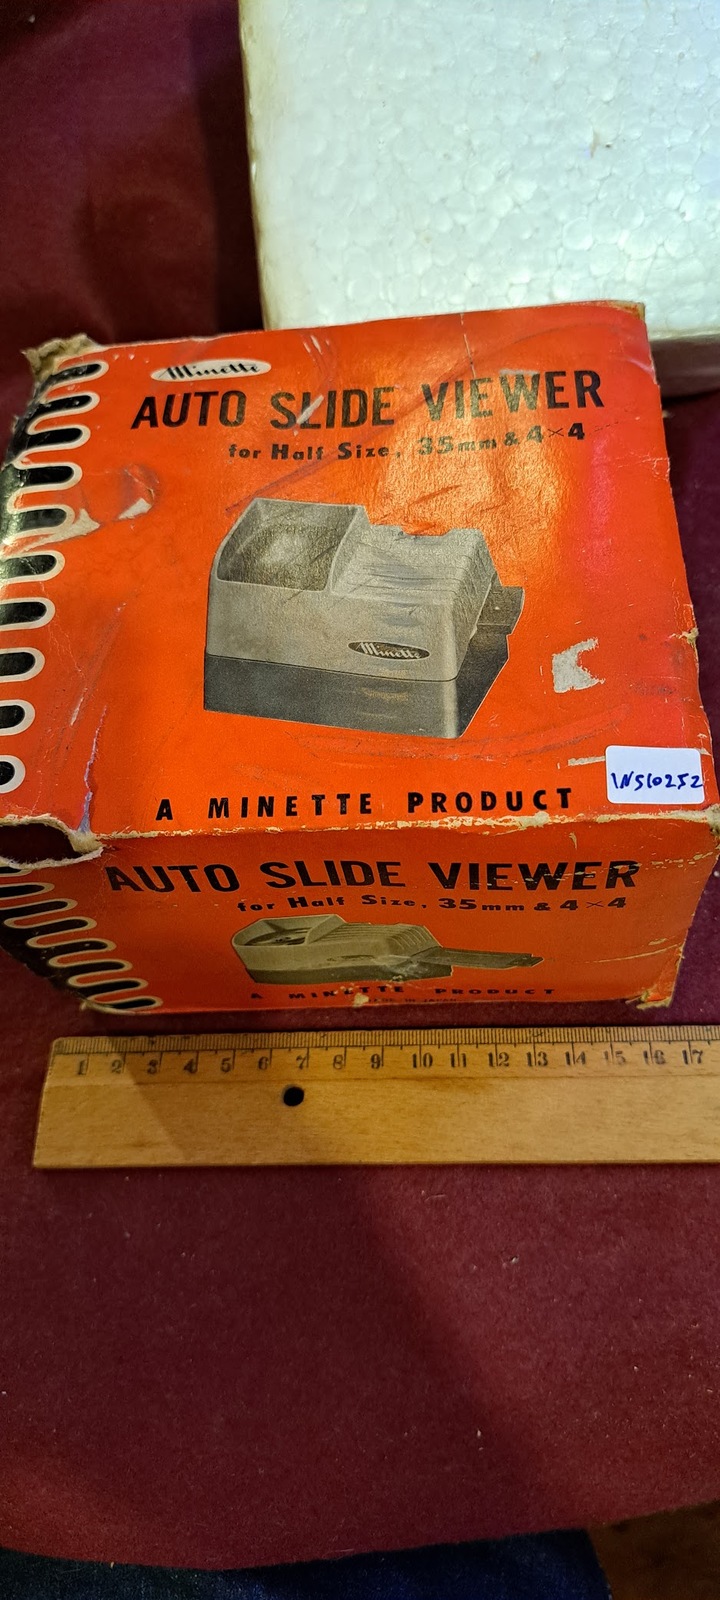 Minette
AUTO SLIDE VIEWER
for Half Size, 35mm & 4×4
Minette
A MINETTE PRODUCT
INS10252
AUTO SLIDE VIEWER
for Half Size, 35mm & 4×4
A MINETTE PRODUCT
1 2 3 4 5 6 7 8 9 10 11 12 13 14 15 16 17